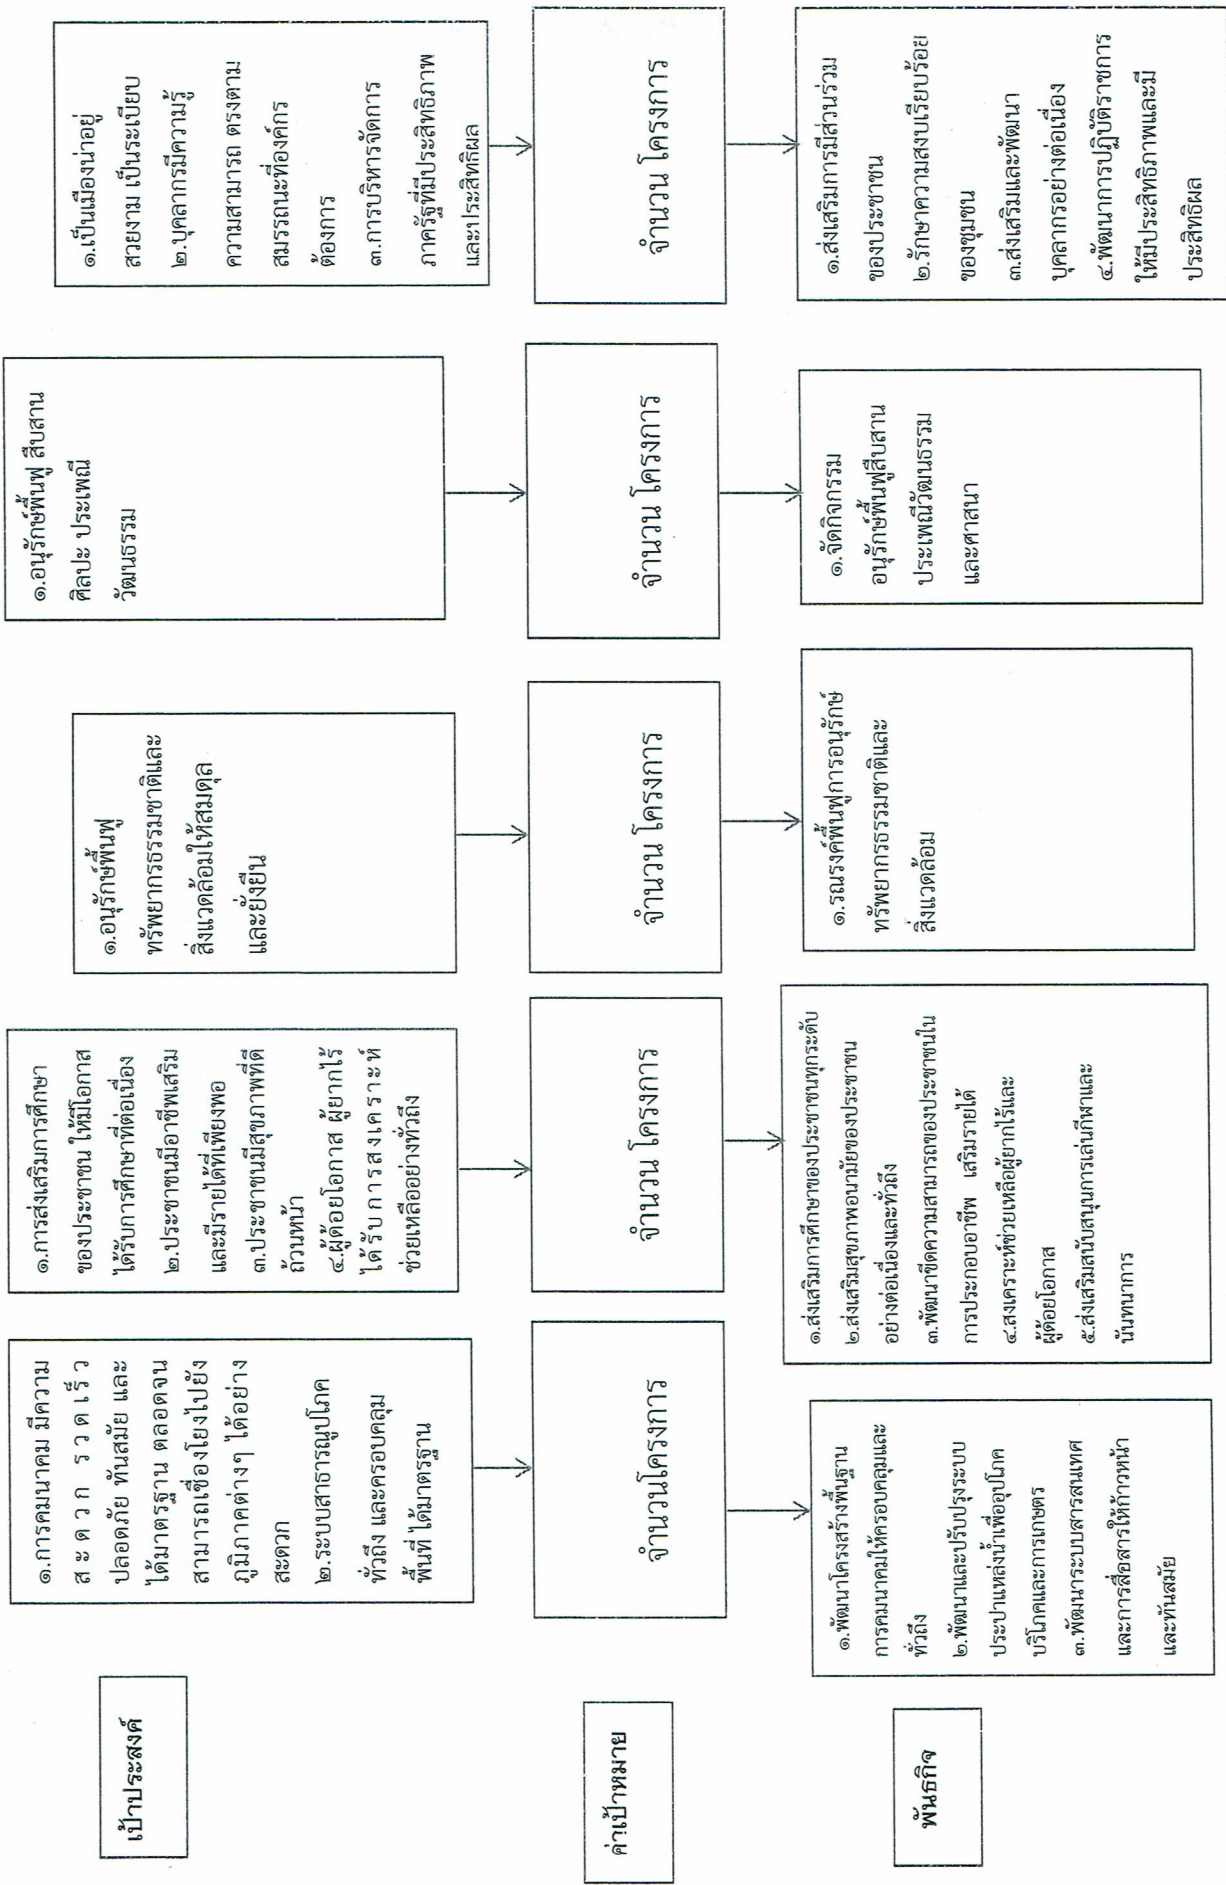 เป้าประสงค์
๑.การคมนาคม มีความ
ส ะ ด ว ก ร ว ด เ ร็ ว
ปลอดภัย ทันสมัย และ
ได้มาตรฐาน ตลอดจน
สามารถเชื่องโยงไปยัง
ภูมิภาคต่างๆ ได้อย่าง
สะดวก
๒.ระบบสาธารณูปโภค
ทั่วถึง และครอบคลุม
พื้นที่ ได้มาตรฐาน
๑.การส่งเสริมการศึกษา
ของประชาชน ให้มีโอกาส
ได้รับการศึกษาที่ต่อเนื่อง
๒.ประชาชนมีอาชีพเสริม
และมีรายได้ที่เพียงพอ
๓.ประชาชนมีสุขภาพที่ดี
ถ้วนหน้า
๔.ผู้ด้อยโอกาส ผู้ยากไร้
ได้ รับ ก า ร ส ง เ ค ร า ะ ห์
ช่วยเหลืออย่างทั่วถึง
๑.อนุรักษ์พื้นฟู
ทรัพยากรธรรมชาติและ
สิ่งแวดล้อมให้สมดุล
และยั่งยืน
๑.อนุรักษ์พื้นฟู สืบสาน
ศิลปะ ประเพณี
วัฒนธรรม
๑.เป็นเมืองน่าอยู่
สวยงาม เป็นระเบียบ
๒.บุคลากรมีความรู้
ความสามารถ ตรงตาม
สมรรถนะที่องค์กร
ต้องการ
๓.การบริหารจัดการ
ภาครัฐที่มีประสิทธิภาพ
และประสิทธิผล
ค่าเป้าหมาย
จำนวนโครงการ
จำนวน โครงการ
จำนวน โครงการ
จำนวน โครงการ
จำนวน โครงการ
พันธกิจ
๑.พัฒนาโครงสร้างพื้นฐาน
การคมนาคมให้ครอบคลุมและ
ทั่วถึง
๒.พัฒนาและปรับปรุงระบบ
ประปาแหล่งน้ำเพื่ออุปโภค
บริโภคและการเกษตร
๓.พัฒนาระบบสารสนเทศ
และการสื่อสารให้ก้าวหน้า
และทันสมัย
๑.ส่งเสริมการศึกษาของประชาชนทุกระดับ
๒.ส่งเสริมสุขภาพอนามัยของประชาชน
อย่างต่อเนื่องและทั่วถึง
๓.พัฒนาขีดความสามารถของประชาชนใน
การประกอบอาชีพ เสริมรายได้
๔.สงเคราะห์ช่วยเหลือผู้ยากไร้และ
ผู้ด้อยโอกาส
๕.ส่งเสริมสนับสนุนการเล่นกีฬาและ
นันทนาการ
๑.รณรงค์พื้นฟูการอนุรักษ์
ทรัพยากรธรรมชาติและ
สิ่งแวดล้อม
๑.จัดกิจกรรม
อนุรักษ์พื้นฟูสืบสาน
ประเพณีวัฒนธรรม
และศาสนา
๑.ส่งเสริมการมีส่วนร่วม
ของประชาชน
๒.รักษาความสงบเรียบร้อย
ของชุมชน
๓.ส่งเสริมและพัฒนา
บุคลากรอย่างต่อเนื่อง
๔.พัฒนาการปฏิบัติราชการ
ให้มีประสิทธิภาพและมี
ประสิทธิผล